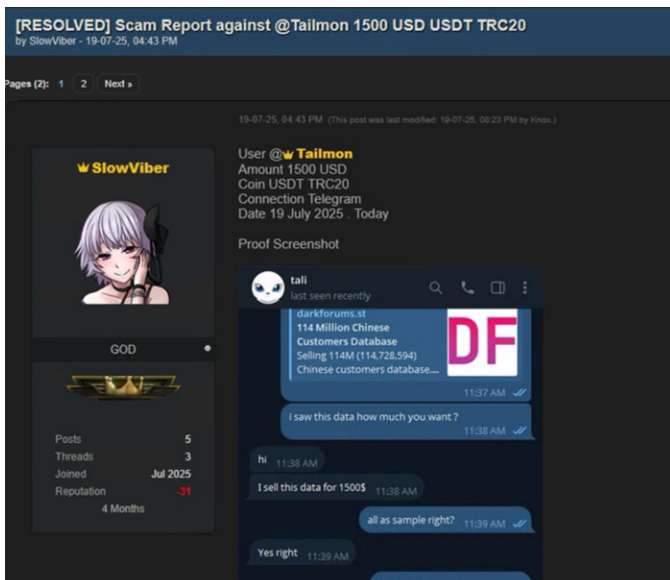 [RESOLVED] Scam Report against @Tailmon 1500 USD USDT TRC20
by SlowViber - 19-07-25, 04:43 PM
Pages (2): 1 2 Next »
19-07-25, 04:43 PM (This post was last modified: 19-07-25, 08:23 PM by Knox.)
SlowViber
GOD
Posts 5
Threads 3
Joined Jul 2025
Reputation -31
4 Months
User @Tailmon
Amount 1500 USD
Coin USDT TRC20
Connection Telegram
Date 19 July 2025 . Today
Proof Screenshot
tali
last seen recently
darkforums.st
114 Million Chinese
Customers Database
Selling 114M (114,728,594)
Chinese customers database....
DF
11:37 AM
i saw this data how much you want ?
11:38 AM
hi 11:38 AM
I sell this data for 1500$ 11:38 AM
all as sample right? 11:39 AM
Yes right 11:39 AM